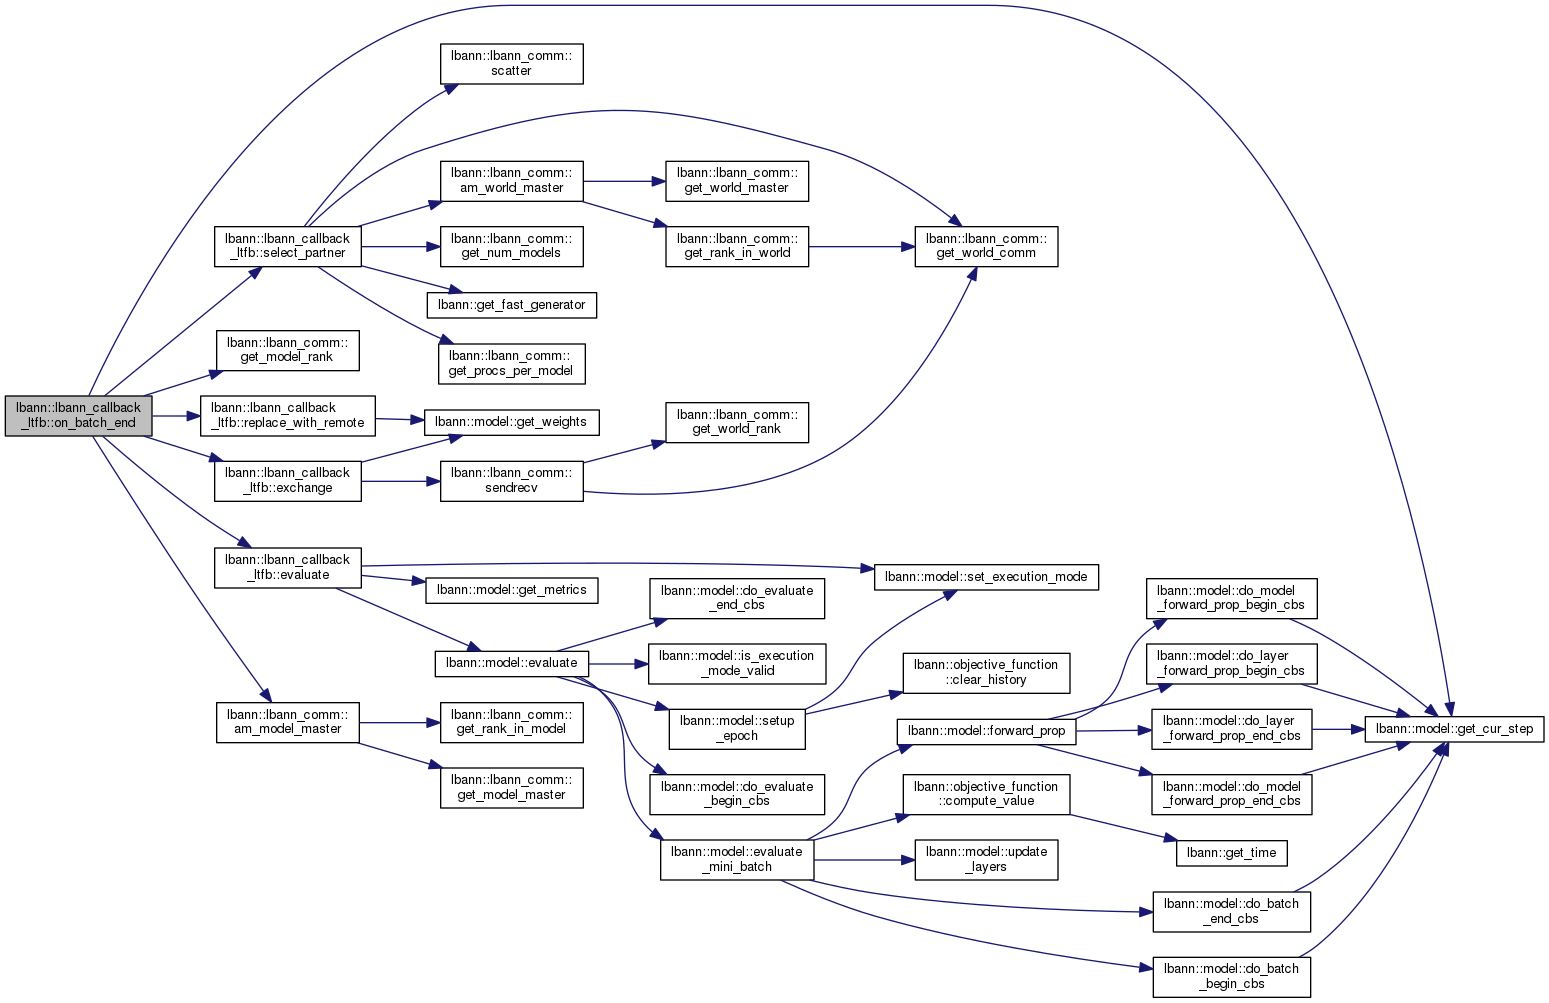 lbann::lbann_comm::
scatter
lbann::lbann_comm::
am_world_master
lbann::lbann_comm::
get_world_master
lbann::lbann_callback
_ltfb::select_partner
lbann::lbann_comm::
get_num_models
lbann::lbann_comm::
get_rank_in_world
lbann::lbann_comm::
get_world_comm
lbann::get_fast_generator
lbann::lbann_comm::
get_model_rank
lbann::lbann_comm::
get_procs_per_model
lbann::lbann_callback
_ltfb::on_batch_end
lbann::lbann_callback
_ltfb::replace_with_remote
lbann::model::get_weights
lbann::lbann_comm::
get_world_rank
lbann::lbann_callback
_ltfb::exchange
lbann::lbann_comm::
sendrecv
lbann::lbann_callback
_ltfb::evaluate
lbann::model::set_execution_mode
lbann::model::get_metrics
lbann::model::do_evaluate
_end_cbs
lbann::model::do_model
_forward_prop_begin_cbs
lbann::model::evaluate
lbann::model::is_execution
_mode_valid
lbann::objective_function
::clear_history
lbann::model::do_layer
_forward_prop_begin_cbs
lbann::lbann_comm::
am_model_master
lbann::lbann_comm::
get_rank_in_model
lbann::model::setup
_epoch
lbann::model::forward_prop
lbann::model::do_layer
_forward_prop_end_cbs
lbann::model::get_cur_step
lbann::lbann_comm::
get_model_master
lbann::model::do_evaluate
_begin_cbs
lbann::objective_function
::compute_value
lbann::model::do_model
_forward_prop_end_cbs
lbann::model::evaluate
_mini_batch
lbann::model::update
_layers
lbann::get_time
lbann::model::do_batch
_end_cbs
lbann::model::do_batch
_begin_cbs